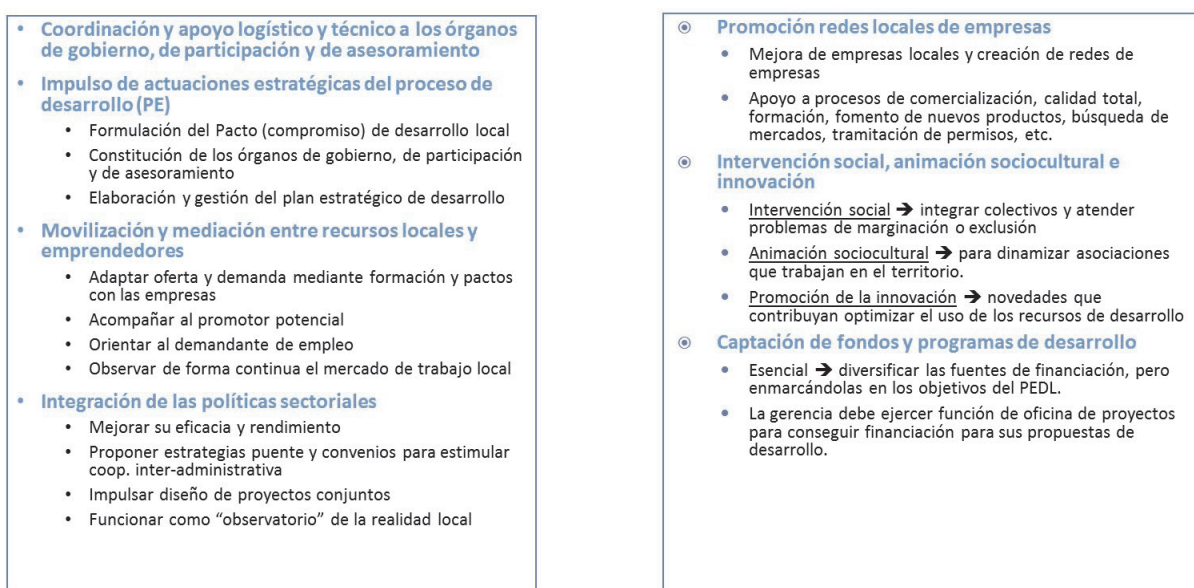 • Coordinación y apoyo logístico y técnico a los órganos
de gobierno, de participación y de asesoramiento
• Impulso de actuaciones estratégicas del proceso de
desarrollo (PE)
• Formulación del Pacto (compromiso) de desarrollo local
• Constitución de los órganos de gobierno, de participación
y de asesoramiento
• Elaboración y gestión del plan estratégico de desarrollo
• Movilización y mediación entre recursos locales y
emprendedores
• Adaptar oferta y demanda mediante formación y pactos
con las empresas
• Acompañar al promotor potencial
• Orientar al demandante de empleo
• Observar de forma continua el mercado de trabajo local
• Integración de las políticas sectoriales
• Mejorar su eficacia y rendimiento
• Proponer estrategias puente y convenios para estimular
coop. inter-administrativa
• Impulsar diseño de proyectos conjuntos
• Funcionar como “observatorio” de la realidad local
◉ Promoción redes locales de empresas
• Mejora de empresas locales y creación de redes de
empresas
• Apoyo a procesos de comercialización, calidad total,
formación, fomento de nuevos productos, búsqueda de
mercados, tramitación de permisos, etc.
◉ Intervención social, animación sociocultural e
innovación
• Intervención social ➔ integrar colectivos y atender
problemas de marginación o exclusión
• Animación sociocultural ➔ para dinamizar asociaciones
que trabajan en el territorio.
• Promoción de la innovación ➔ novedades que
contribuyan optimizar el uso de los recursos de desarrollo
◉ Captación de fondos y programas de desarrollo
• Esencial ➔ diversificar las fuentes de financiación, pero
enmarcándolas en los objetivos del PEDL.
• La gerencia debe ejercer función de oficina de proyectos
para conseguir financiación para sus propuestas de
desarrollo.